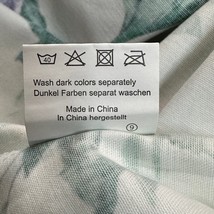 40
Wash dark colors separately
Dunkel Farben separat waschen
Made in China
In China hergestellt
9